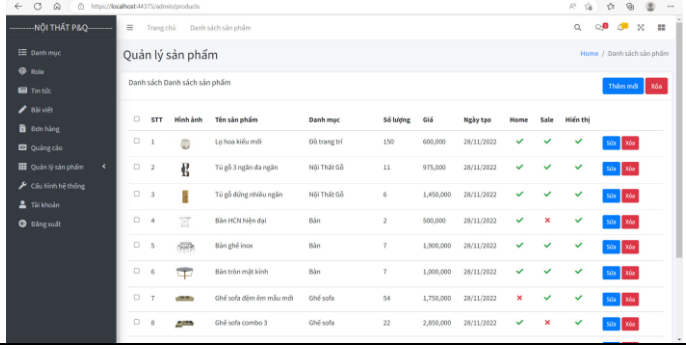 https://localhost:44375/admin/products
----------NỘI THẤT P&Q----------
Trang chủ Danh sách sản phẩm
Danh mục
Role
Tin tức
Bài viết
Đơn hàng
Quảng cáo
Quản lý sản phẩm
Cấu hình hệ thống
Tài khoản
Đăng xuất
Quản lý sản phẩm
Home / Danh sách sản phẩm
Danh sách Danh sách sản phẩm
Thêm mới Xóa
STT Hình ảnh Tên sản phẩm Danh mục Số lượng Giá Ngày tạo Home Sale Hiển thị
1 Lọ hoa kiểu mới Đồ trang trí 150 600,000 28/11/2022 Sửa Xóa
2 Tủ gỗ 3 ngăn đa ngăn Nội Thất Gỗ 11 975,000 28/11/2022 Sửa Xóa
3 Tủ gỗ đứng nhiều ngăn Nội Thất Gỗ 6 1,450,000 28/11/2022 Sửa Xóa
4 Bàn HCN hiện đại Bàn 2 500,000 28/11/2022 Sửa Xóa
5 Bàn ghế inox Bàn 7 1,900,000 28/11/2022 Sửa Xóa
6 Bàn tròn mặt kính Bàn 7 1,000,000 28/11/2022 Sửa Xóa
7 Ghế sofa đệm êm mẫu mới Ghế sofa 54 1,750,000 28/11/2022 Sửa Xóa
8 Ghế sofa combo 3 Ghế sofa 22 2,850,000 28/11/2022 Sửa Xóa